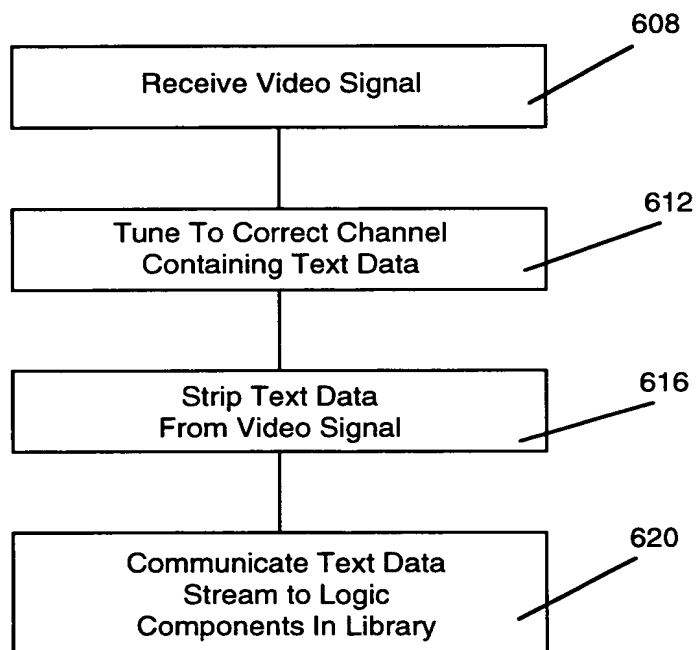 608
Receive Video Signal
612
Tune To Correct Channel
Containing Text Data
616
Strip Text Data
From Video Signal
620
Communicate Text Data
Stream to Logic
Components In Library